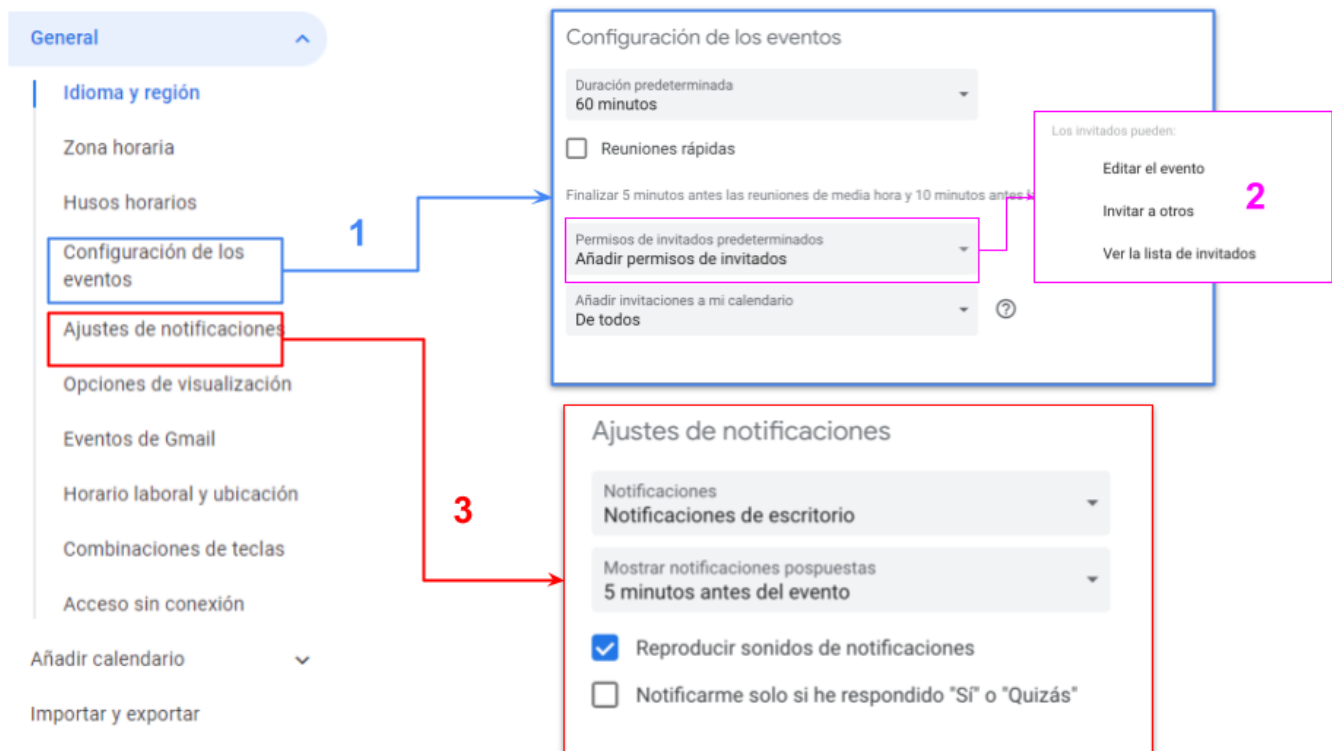 General
Idioma y región
Zona horaria
Husos horarios
Configuración de los
eventos
Ajustes de notificaciones
Opciones de visualización
Eventos de Gmail
Horario laboral y ubicación
Combinaciones de teclas
Acceso sin conexión
Añadir calendario
Importar y exportar
1
Configuración de los eventos
Duración predeterminada
60 minutos
Reuniones rápidas
Finalizar 5 minutos antes las reuniones de media hora y 10 minutos antes
Permisos de invitados predeterminados
Añadir permisos de invitados
Añadir invitaciones a mi calendario
De todos
Los invitados pueden:
Editar el evento
Invitar a otros
Ver la lista de invitados
2
3
Ajustes de notificaciones
Notificaciones
Notificaciones de escritorio
Mostrar notificaciones pospuestas
5 minutos antes del evento
Reproducir sonidos de notificaciones
Notificarme solo si he respondido "Sí" o "Quizás"